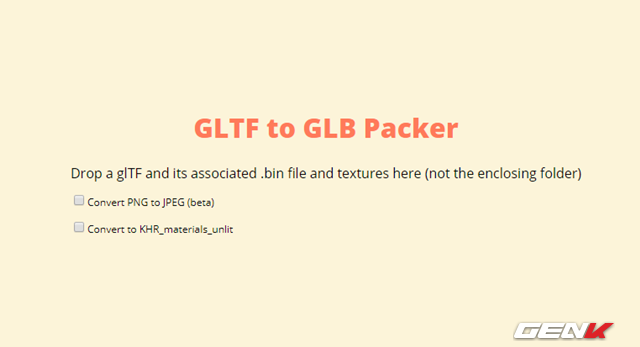 GLTF to GLB Packer
Drop a glTF and its associated .bin file and textures here (not the enclosing folder)
Convert PNG to JPEG (beta)
Convert to KHR_materials_unlit
GENK